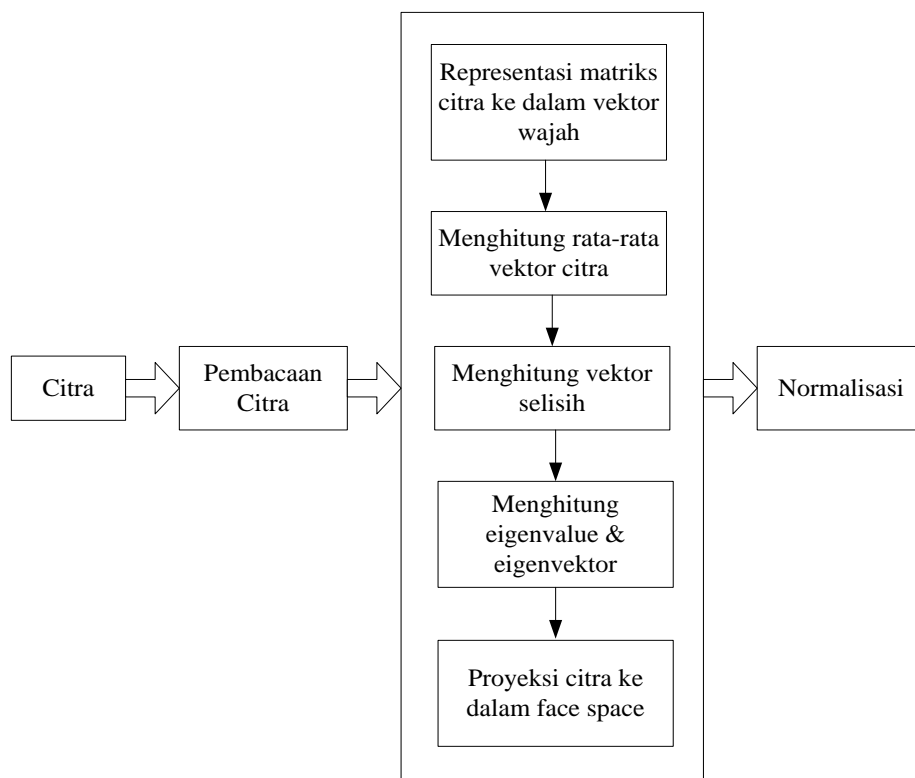 Citra
Pembacaan
Citra
Representasi matriks
citra ke dalam vektor
wajah
Menghitung rata-rata
vektor citra
Menghitung vektor
selisih
Menghitung
eigenvalue &
eigenvektor
Proyeksi citra ke
dalam face space
Normalisasi